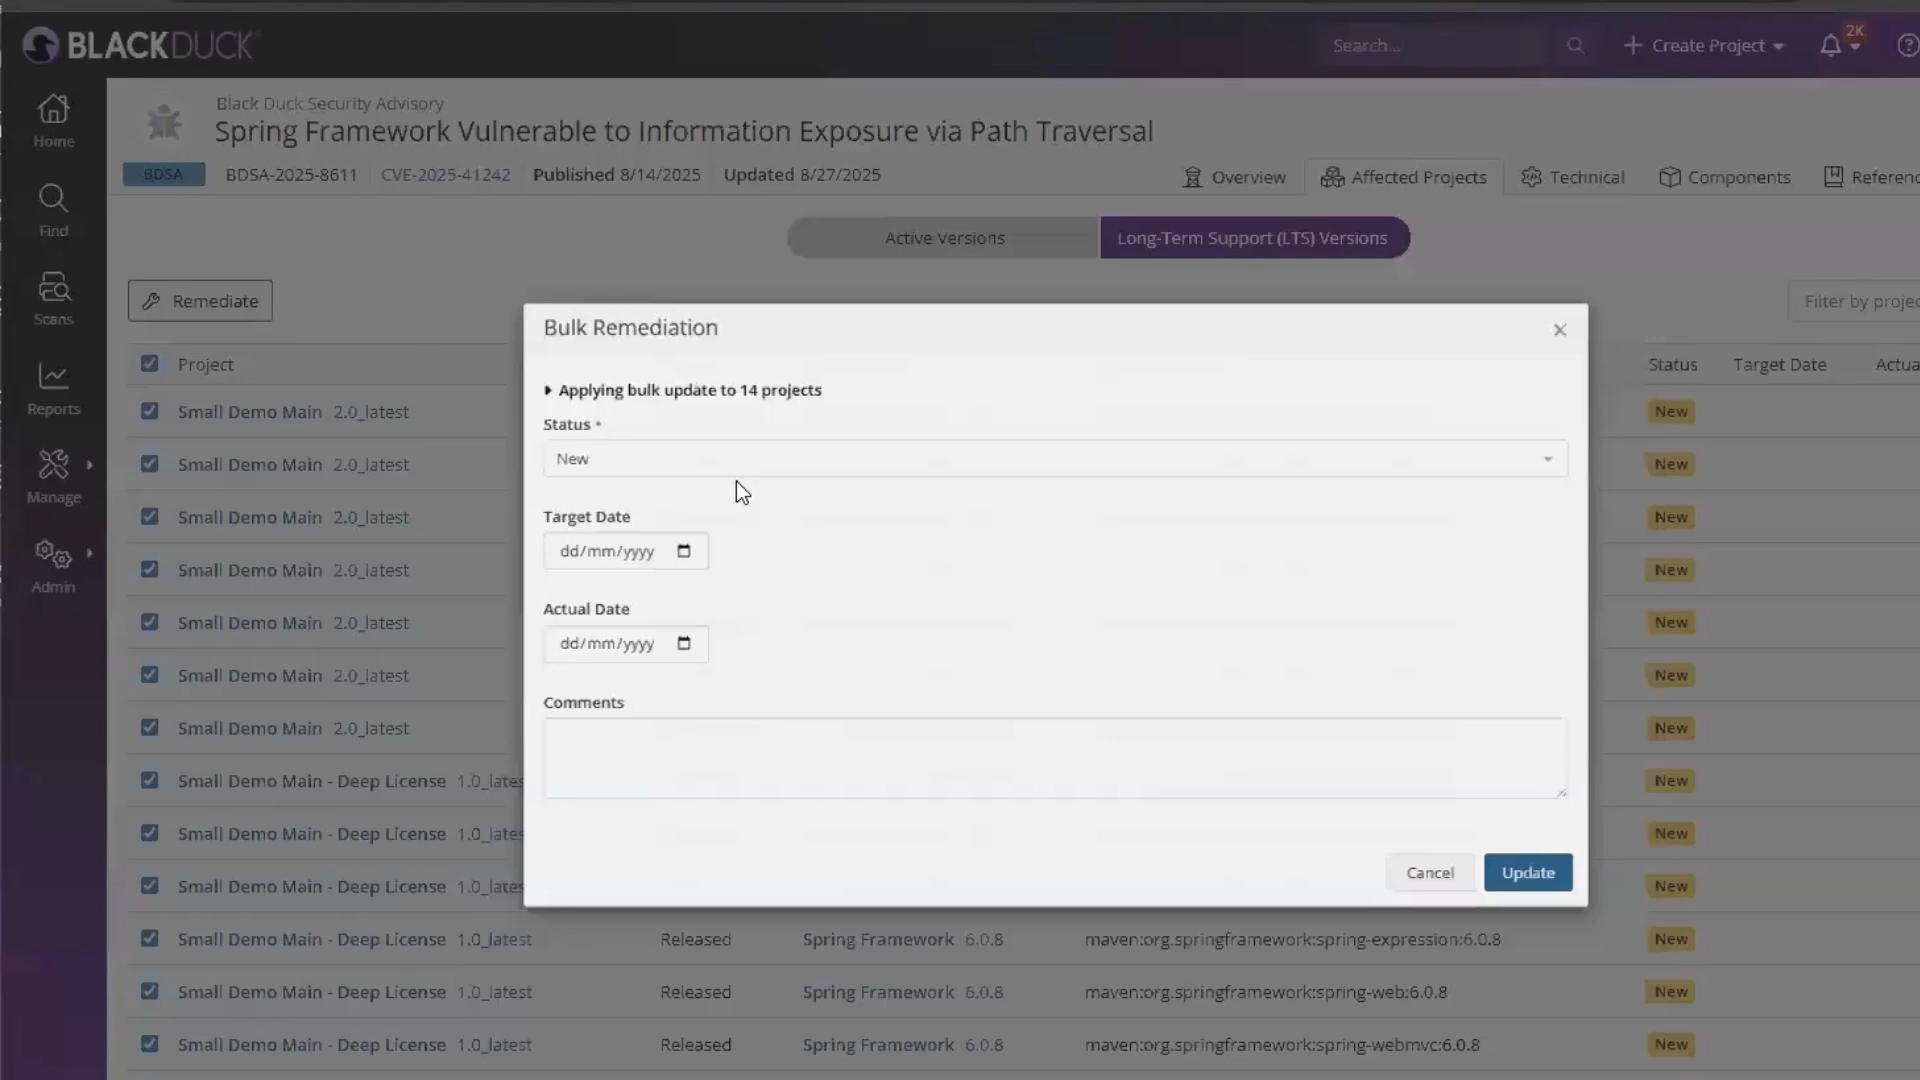 BLACKDUCK
Search...
Create Project
2K
Home
Find
Scans
Reports
Manage
Admin
Black Duck Security Advisory
Spring Framework Vulnerable to Information Exposure via Path Traversal
BDSA BDSA-2025-8611 CVE-2025-41242 Published 8/14/2025 Updated 8/27/2025
Overview Affected Projects Technical Components Referenc
Active Versions Long-Term Support (LTS) Versions
Remediate
Filter by projec
Project Status Target Date Actua
Small Demo Main 2.0_latest New
Small Demo Main 2.0_latest New
Small Demo Main 2.0_latest New
Small Demo Main 2.0_latest New
Small Demo Main 2.0_latest New
Small Demo Main 2.0_latest New
Small Demo Main 2.0_latest New
Small Demo Main - Deep License 1.0_lates New
Small Demo Main - Deep License 1.0_lates New
Small Demo Main - Deep License 1.0_lates New
Small Demo Main - Deep License 1.0_latest Released Spring Framework 6.0.8 maven:org.springframework:spring-expression:6.0.8 New
Small Demo Main - Deep License 1.0_latest Released Spring Framework 6.0.8 maven:org.springframework:spring-web:6.0.8 New
Small Demo Main - Deep License 1.0_latest Released Spring Framework 6.0.8 maven:org.springframework:spring-webmvc:6.0.8 New
Bulk Remediation
Applying bulk update to 14 projects
Status *
New
Target Date
dd/mm/yyyy
Actual Date
dd/mm/yyyy
Comments
Cancel Update